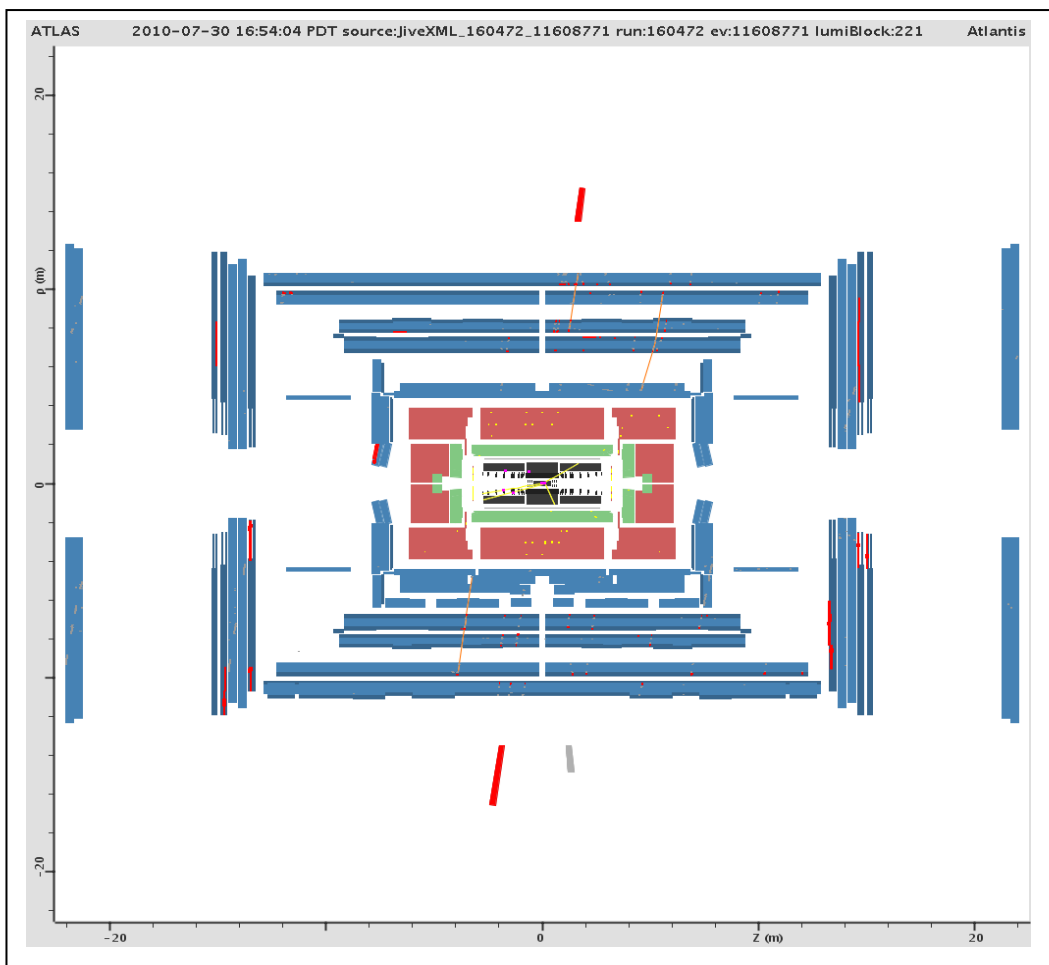 ATLAS 2010-07-30 16:54:04 PDT source:JiveXML_160472_11608771 run:160472 ev:11608771 lumiBlock:221 Atlantis
20
ρ (m)
0
-20
-20 0 Z (m) 20